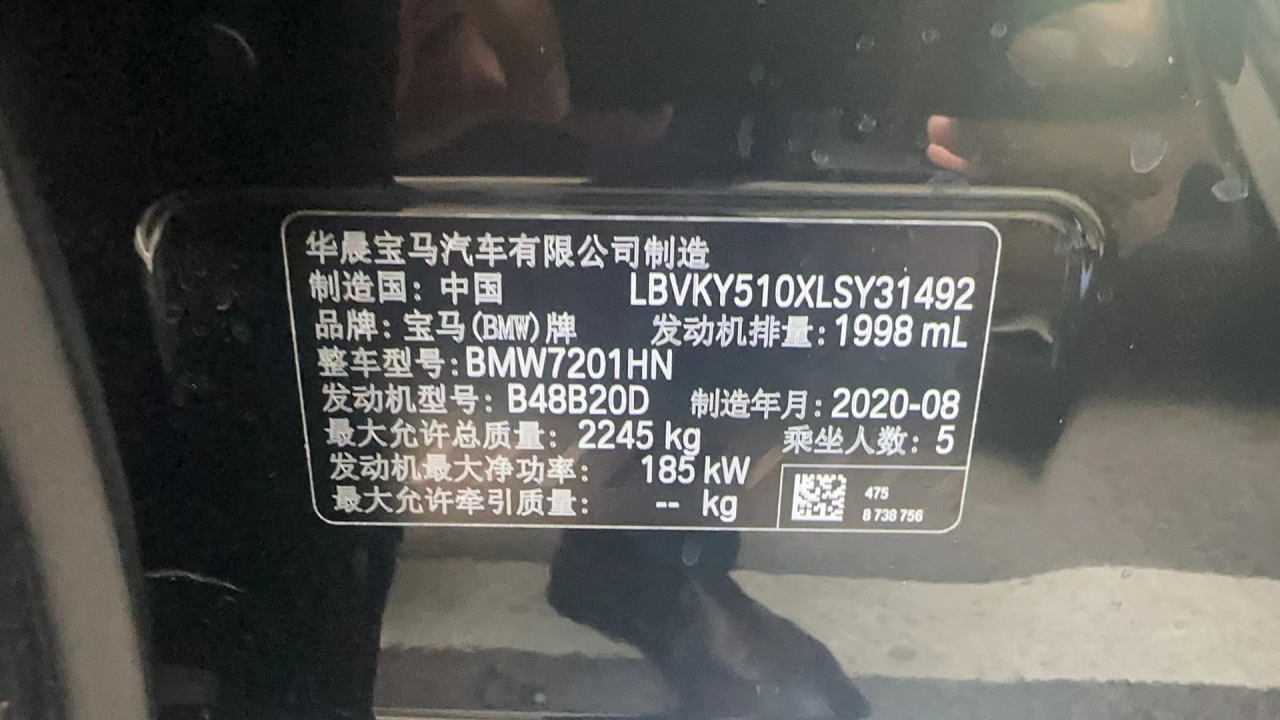 华晨宝马汽车有限公司制造
制造国：中国 LBVKY510XLSY31492
品牌：宝马(BMW)牌 发动机排量：1998 mL
整车型号：BMW7201HN
发动机型号：B48B20D 制造年月：2020-08
最大允许总质量：2245 kg 乘坐人数：5
发动机最大净功率：185 kW
最大允许牵引质量：-- kg
475
8 738 756